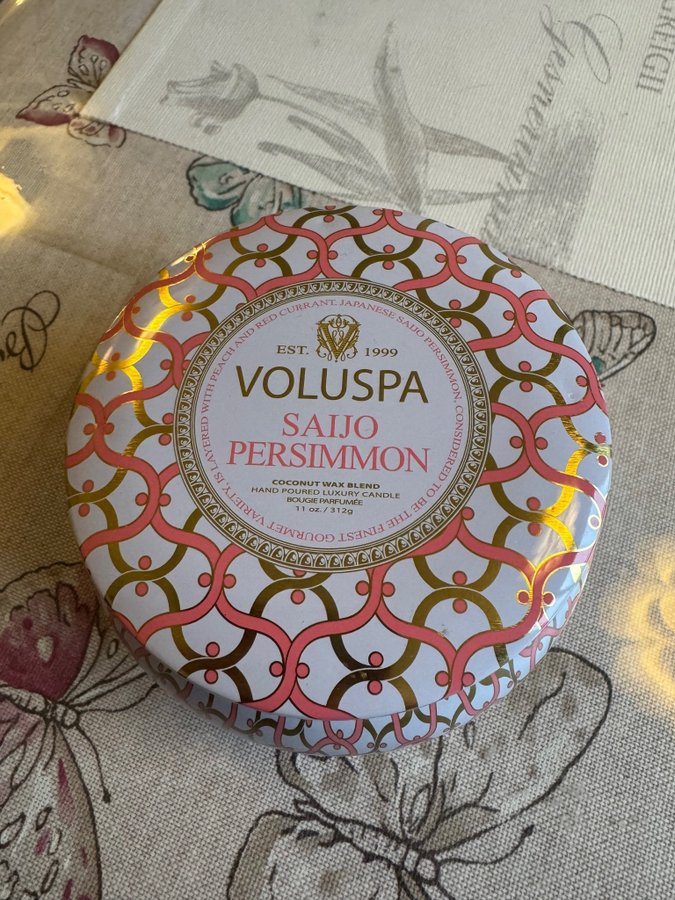 JAPANESE SAIJO PERSIMMON, CONSIDERED TO BE THE FINEST GOURMET VARIETY, IS LAYERED WITH PEACH AND RED CURRANT.
EST. 1999
VOLUSPA
SAIJO
PERSIMMON
COCONUT WAX BLEND
HAND POURED LUXURY CANDLE
BOUGIE PARFUMÉE
11 oz. / 312g